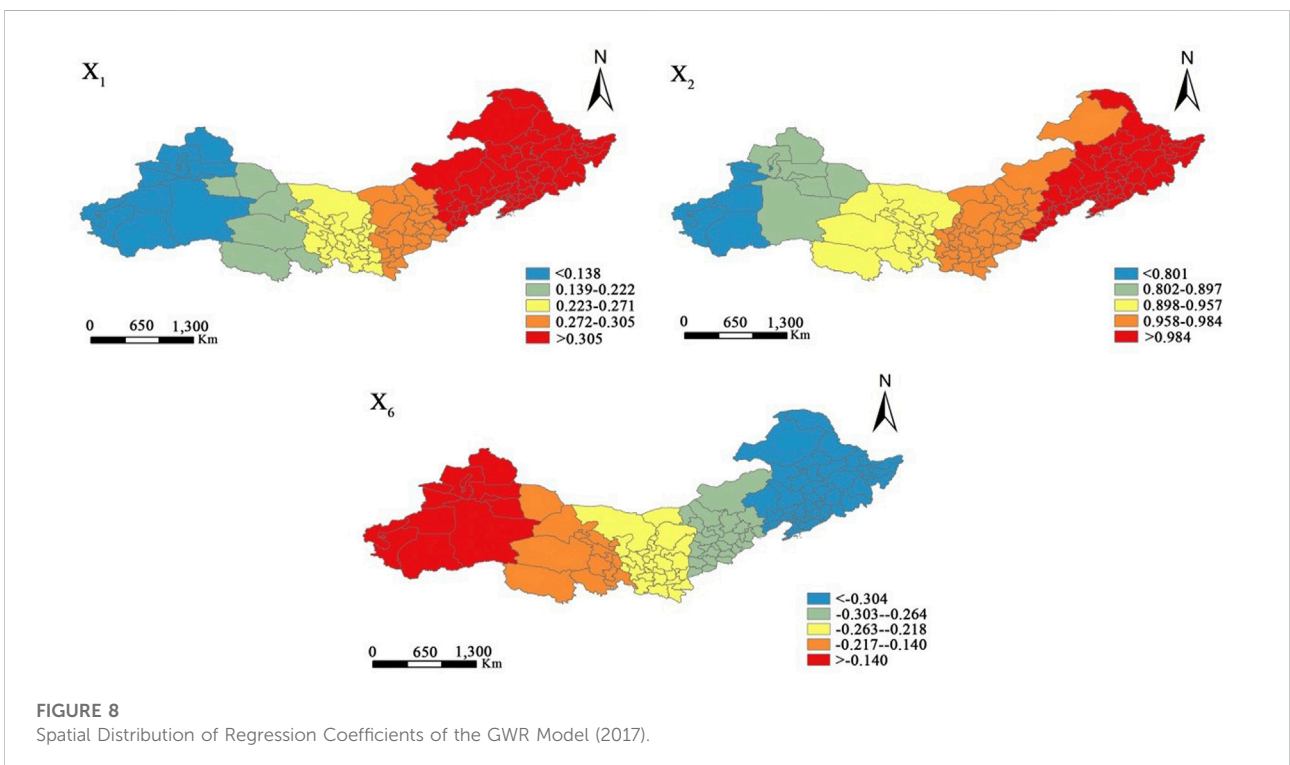 X1
N
<0.138
0.139-0.222
0.223-0.271
0.272-0.305
>0.305
0 650 1,300
Km
X2
N
<0.801
0.802-0.897
0.898-0.957
0.958-0.984
>0.984
0 650 1,300
Km
X6
N
<-0.304
-0.303--0.264
-0.263--0.218
-0.217--0.140
>-0.140
0 650 1,300
Km
FIGURE 8
Spatial Distribution of Regression Coefficients of the GWR Model (2017).